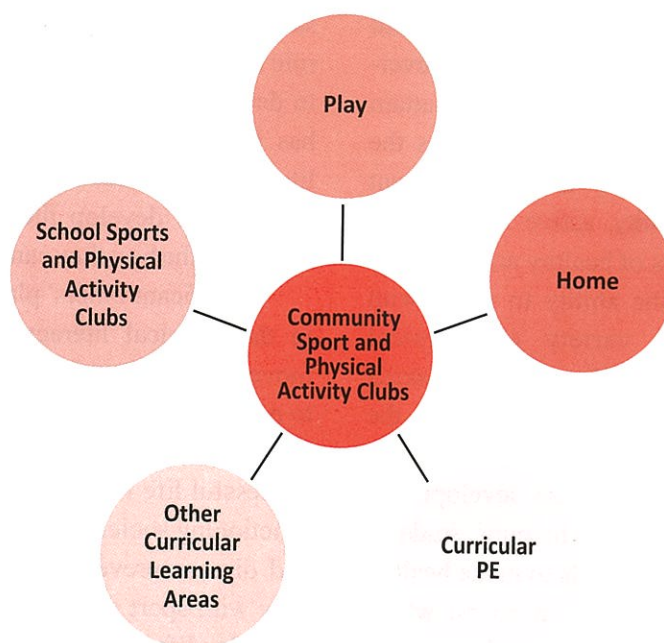 Play
School Sports
and Physical
Activity
Clubs
Home
Community
Sport and
Physical
Activity Clubs
Other
Curricular
Learning
Areas
Curricular
PE